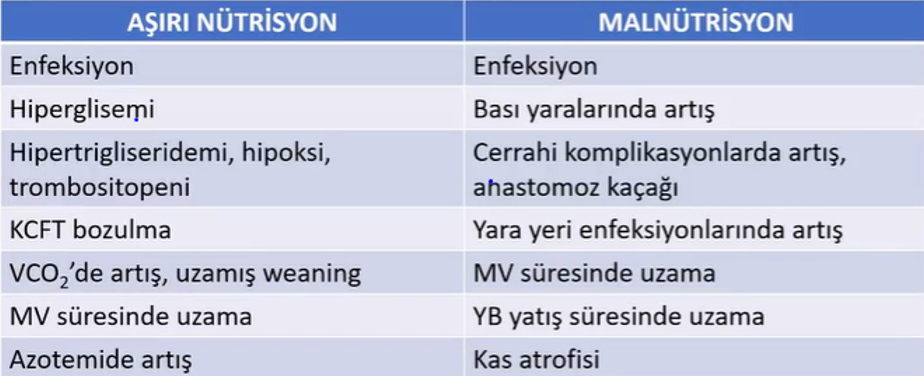 AŞIRI NÜTRİSYON
MALNÜTRİSYON
Enfeksiyon
Enfeksiyon
Hiperglisemi
Bası yaralarında artış
Hipertrigliseridemi, hipoksi,
trombositopeni
Cerrahi komplikasyonlarda artış,
anastomoz kaçağı
KCFT bozulma
Yara yeri enfeksiyonlarında artış
VCO₂’de artış, uzamış weaning
MV süresinde uzama
MV süresinde uzama
YB yatış süresinde uzama
Azotemide artış
Kas atrofisi